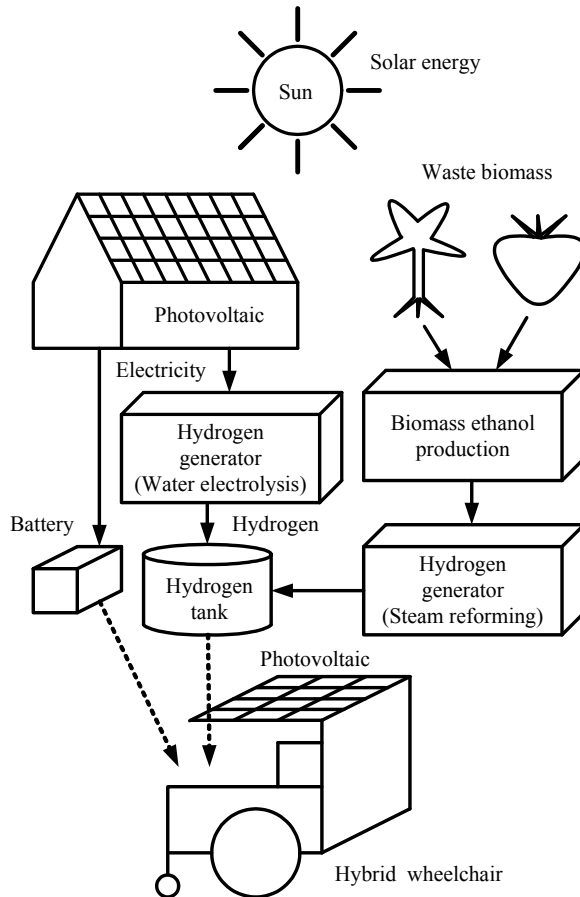 Solar energy
Sun
Waste biomass
Photovoltaic
Electricity
Hydrogen
generator
(Water electrolysis)
Biomass ethanol
production
Battery
Hydrogen
Hydrogen
tank
Hydrogen
generator
(Steam reforming)
Photovoltaic
Hybrid wheelchair